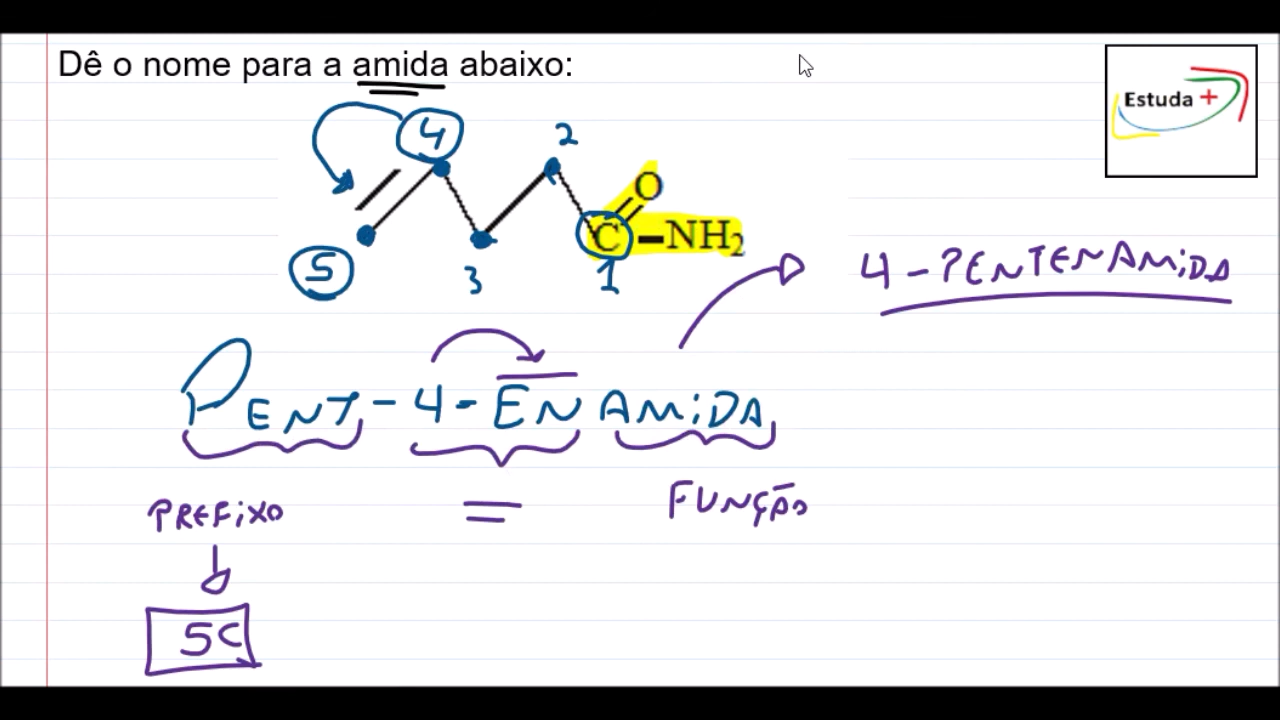 Dê o nome para a amida abaixo:
Estuda +
4 2
O
C -NH2
5 3 1
4-PENTENAMiDA
PENT-4-ENAMiDA
PREFiXO = FUNÇÃO
5C